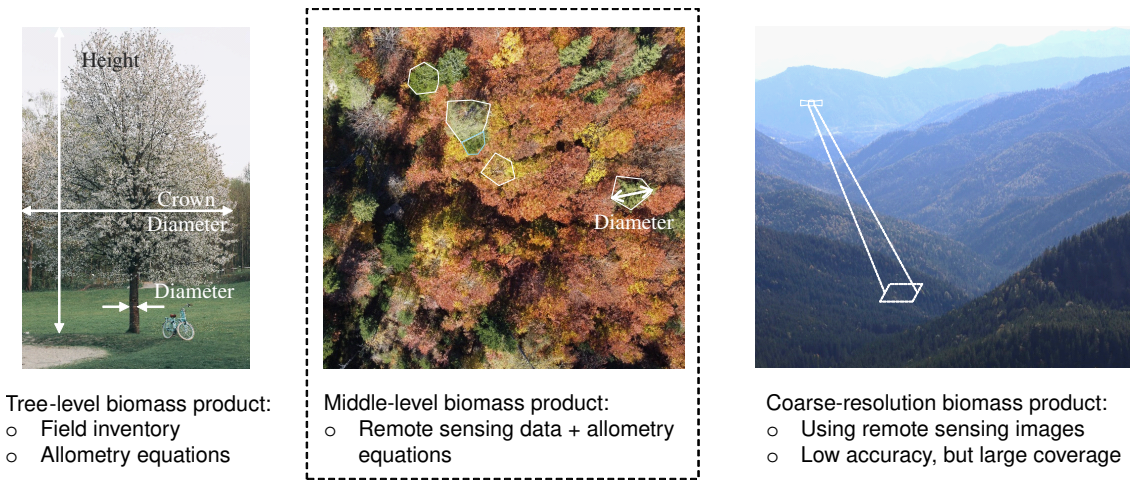 Height
Crown
Diameter
Diameter
Tree-level biomass product:
o Field inventory
o Allometry equations
Diameter
Middle-level biomass product:
o Remote sensing data + allometry
equations
Coarse-resolution biomass product:
o Using remote sensing images
o Low accuracy, but large coverage